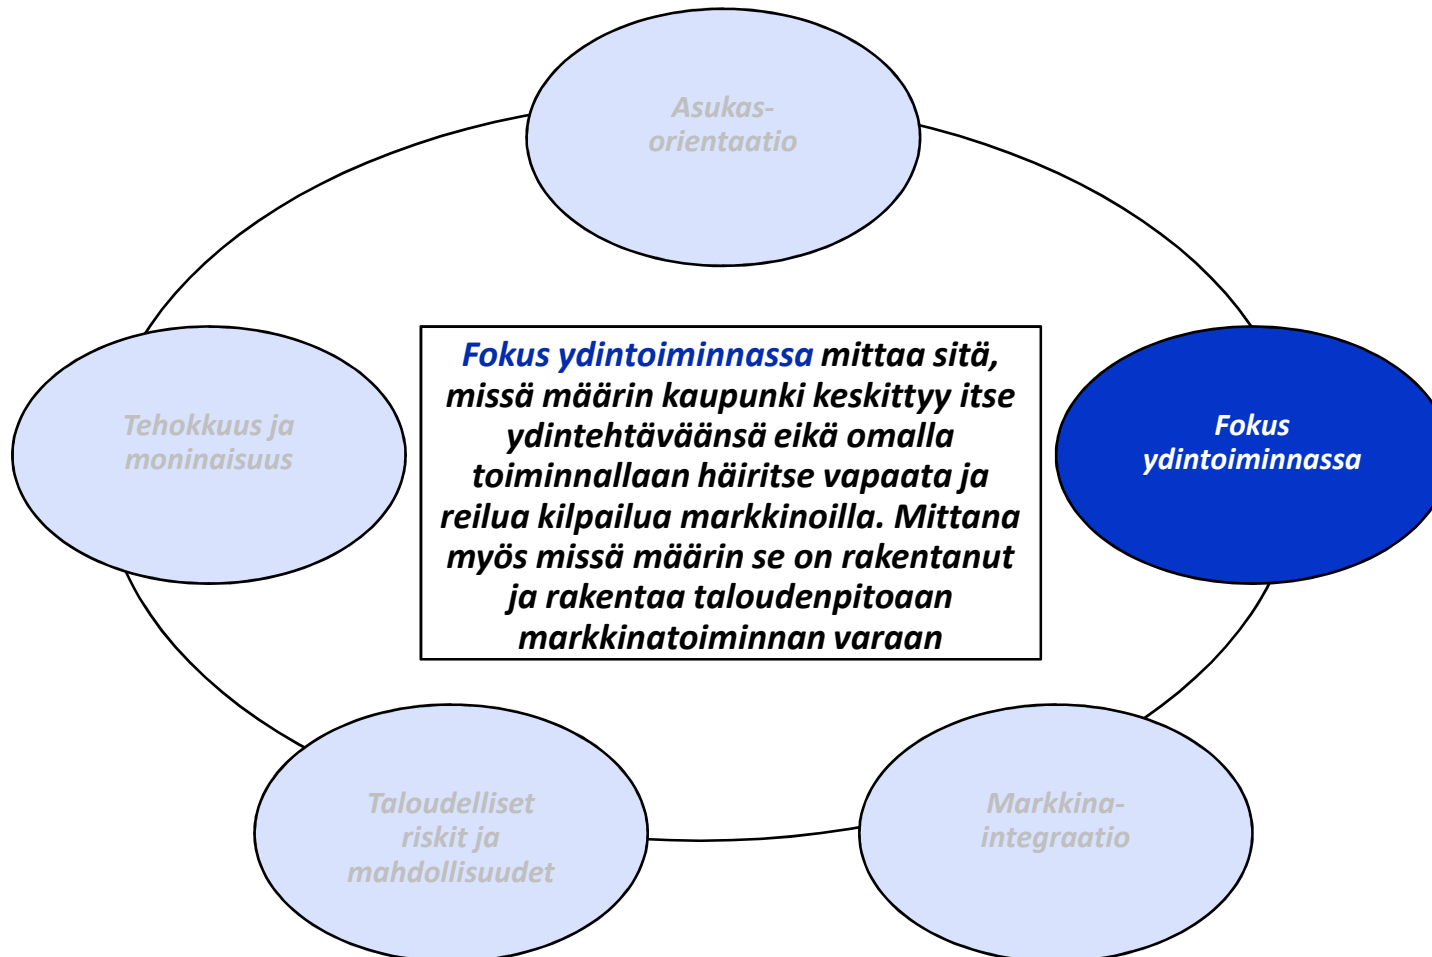 Asukas-
orientaatio
Fokus ydintoiminnassa mittaa sitä,
missä määrin kaupunki keskittyy itse
ydintehtäväänsä eikä omalla
toiminnallaan häiritse vapaata ja
reilua kilpailua markkinoilla. Mittana
myös missä määrin se on rakentanut
ja rakentaa taloudenpitoaan
markkinatoiminnan varaan
Tehokkuus ja
moninaisuus
Fokus
ydintoiminnassa
Taloudelliset
riskit ja
mahdollisuudet
Markkina-
integraatio